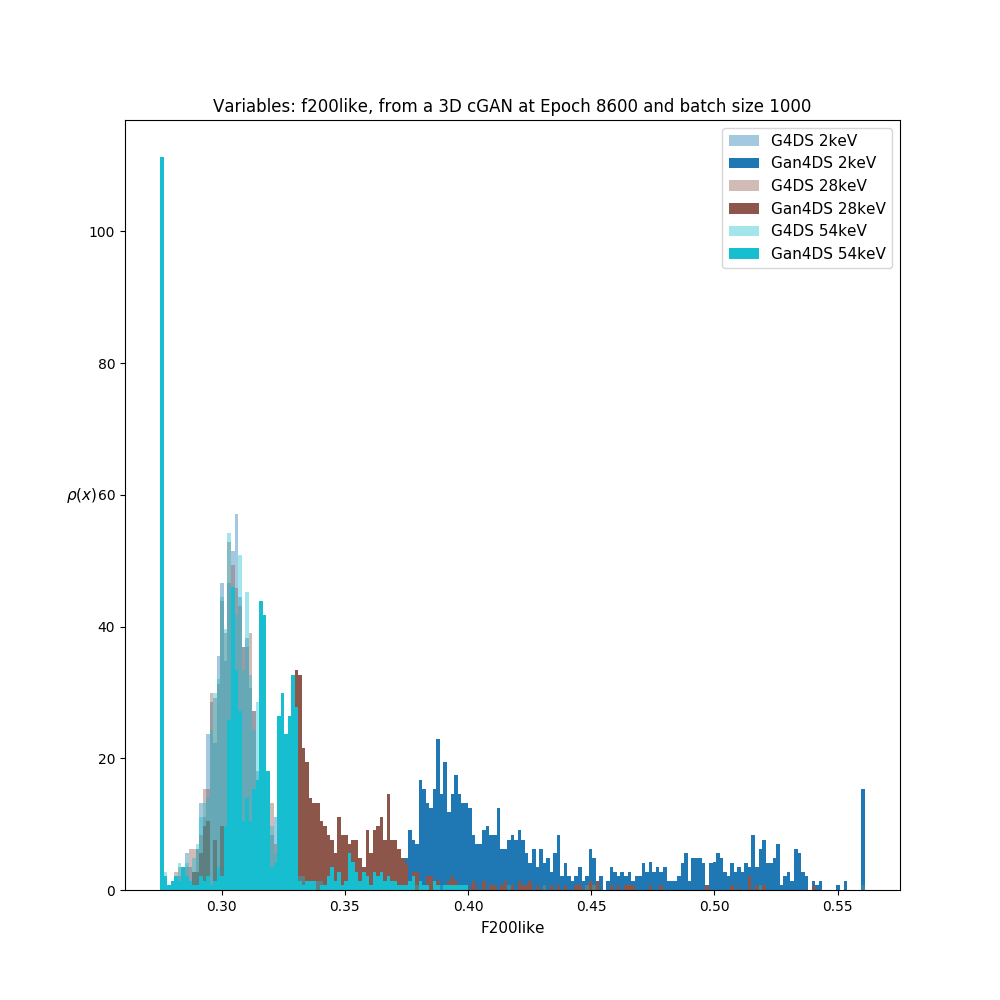 Variables: f200like, from a 3D cGAN at Epoch 8600 and batch size 1000
G4DS 2keV
Gan4DS 2keV
G4DS 28keV
Gan4DS 28keV
G4DS 54keV
Gan4DS 54keV
100
80
ρ(x) 60
40
20
0
0.30 0.35 0.40 0.45 0.50 0.55
F200like